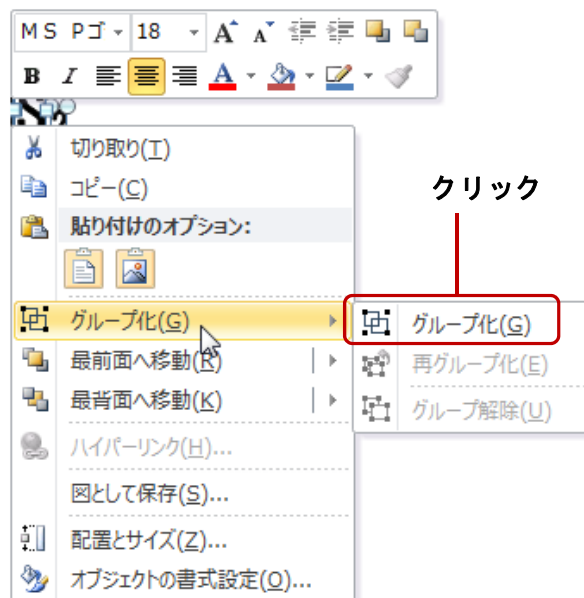 MS Pゴ 18 A A
B I A
切り取り(T)
コピー(C)
貼り付けのオプション:
グループ化(G)
最前面へ移動(R)
最背面へ移動(K)
ハイパーリンク(H)...
図として保存(S)...
配置とサイズ(Z)...
オブジェクトの書式設定(O)...
クリック
グループ化(G)
再グループ化(E)
グループ解除(U)